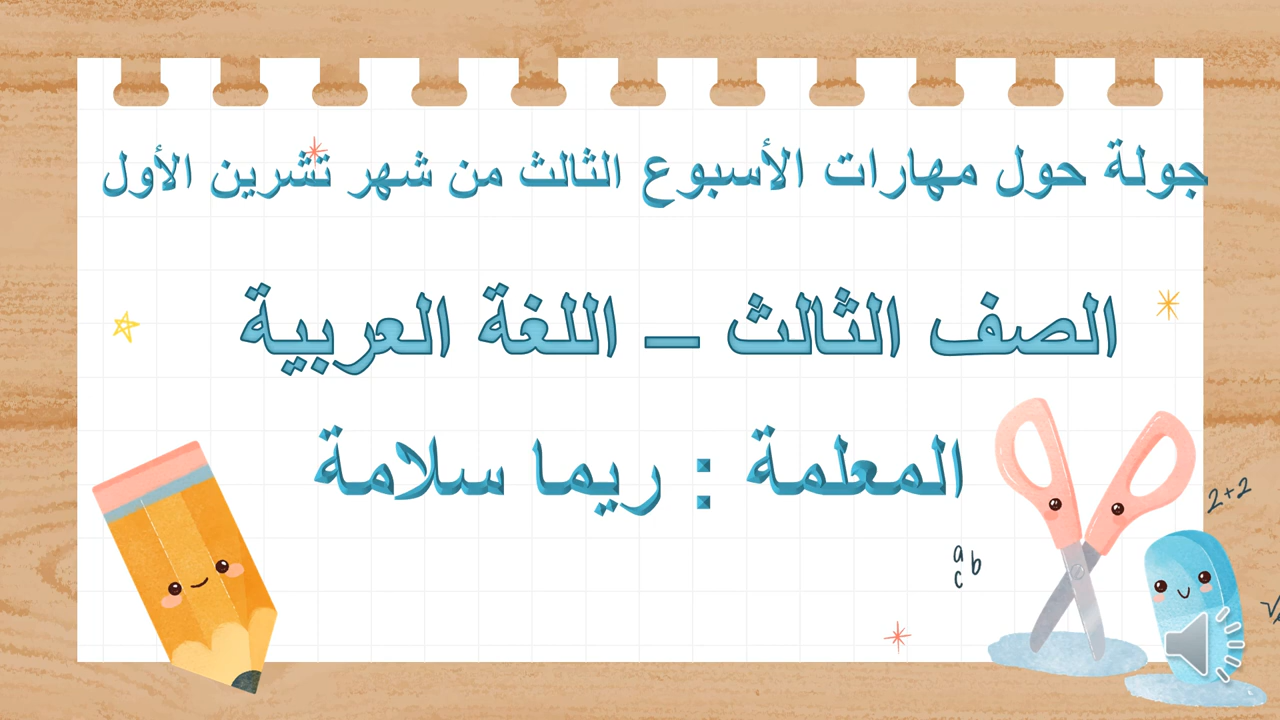 جولة حول مهارات الأسبوع الثالث من شهر تشرين الأول
الصف الثالث – اللغة العربية
المعلمة : ريما سلامة
2+2
a b
c